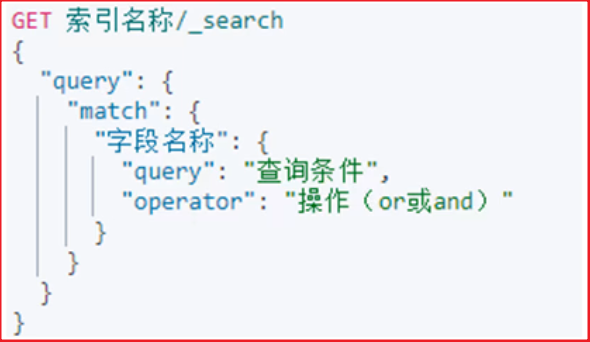 GET 索引名称/_search
{
  "query": {
    "match": {
      "字段名称": {
        "query": "查询条件",
        "operator": "操作（or或and）"
      }
    }
  }
}